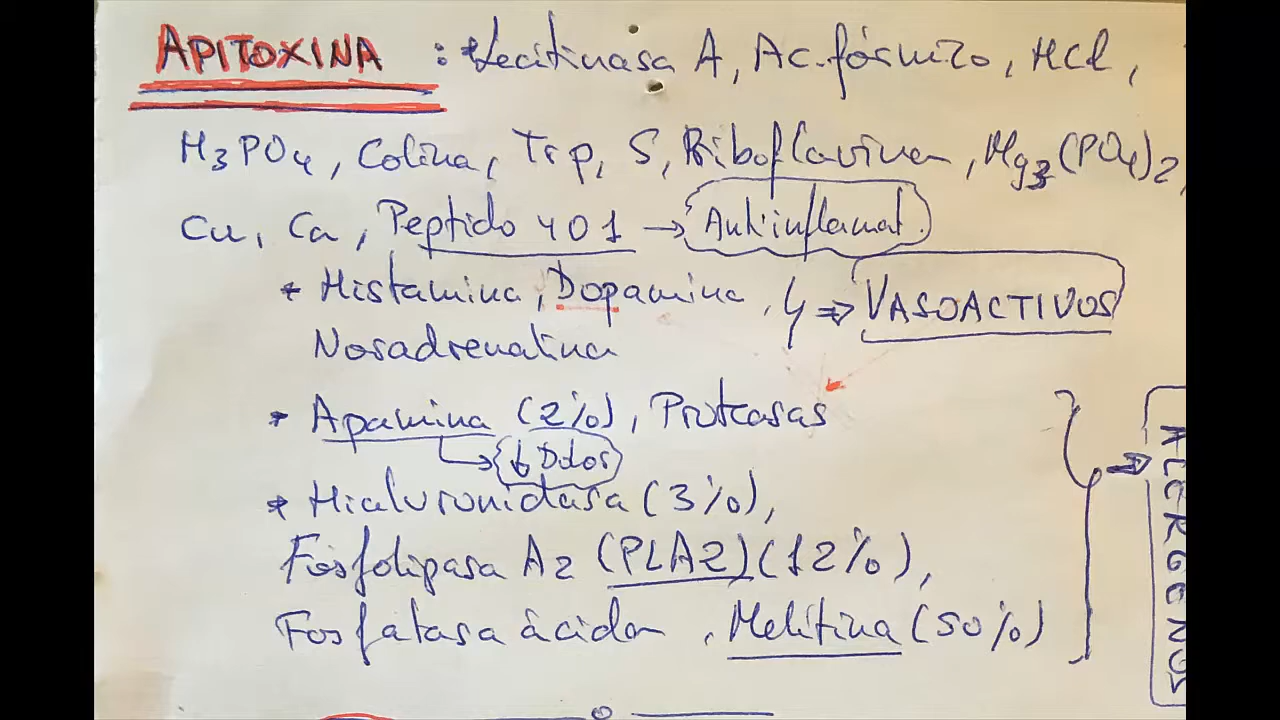 APITOXINA : Lecitinasa A, Ac. fórmico, HCl,
H3PO4, Colina, Trp, S, Riboflavina, Mg3(PO4)2,
Cu, Ca, Peptido 401 → Antiinflamat.
* Histamina, Dopamina, ⇒ VASOACTIVOS
Noradrenalina
* Apamina (2%), Proteasas
↓ Dolor
* Hialuronidasa (3%),
Fosfolipasa A2 (PLA2) (12%),
Fosfatasa ácida, Melitina (50%)
ALERGENOS